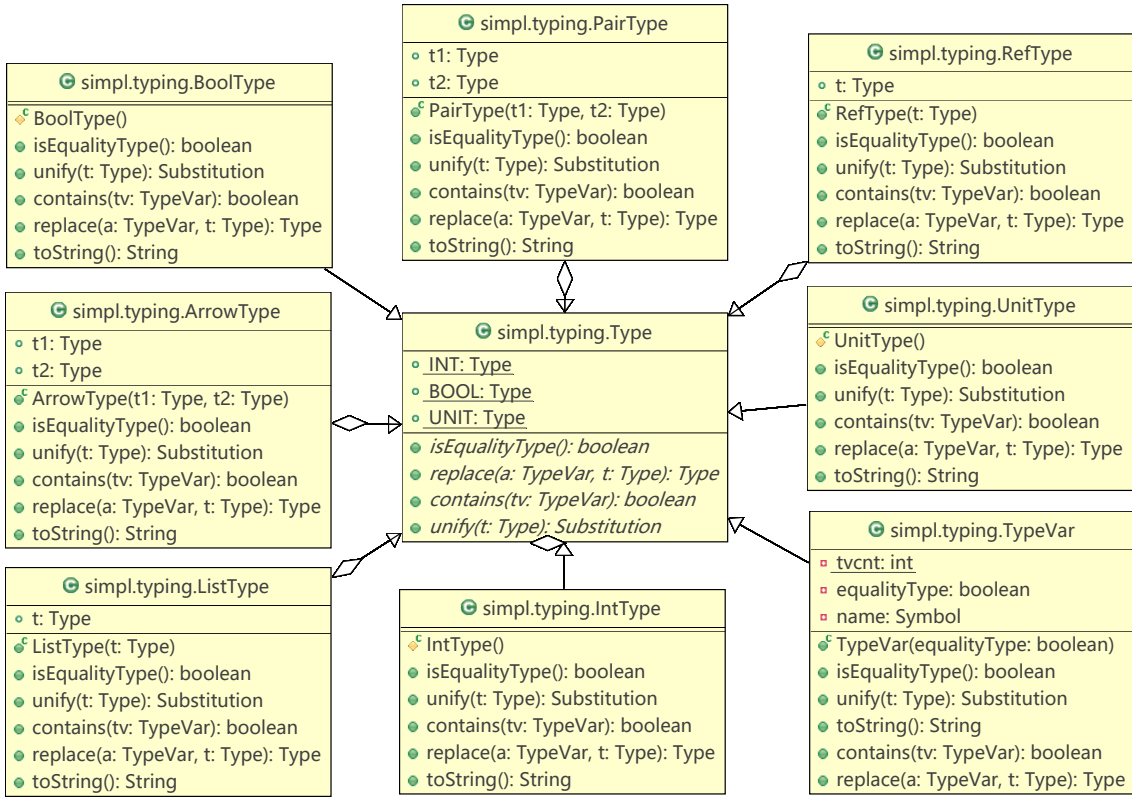 simpl.typing.PairType
t1: Type
t2: Type
PairType(t1: Type, t2: Type)
isEqualityType(): boolean
unify(t: Type): Substitution
contains(tv: TypeVar): boolean
replace(a: TypeVar, t: Type): Type
toString(): String
simpl.typing.RefType
t: Type
RefType(t: Type)
isEqualityType(): boolean
unify(t: Type): Substitution
contains(tv: TypeVar): boolean
replace(a: TypeVar, t: Type): Type
toString(): String
simpl.typing.BoolType
BoolType()
isEqualityType(): boolean
unify(t: Type): Substitution
contains(tv: TypeVar): boolean
replace(a: TypeVar, t: Type): Type
toString(): String
simpl.typing.ArrowType
t1: Type
t2: Type
ArrowType(t1: Type, t2: Type)
isEqualityType(): boolean
unify(t: Type): Substitution
contains(tv: TypeVar): boolean
replace(a: TypeVar, t: Type): Type
toString(): String
simpl.typing.Type
INT: Type
BOOL: Type
UNIT: Type
isEqualityType(): boolean
replace(a: TypeVar, t: Type): Type
contains(tv: TypeVar): boolean
unify(t: Type): Substitution
simpl.typing.UnitType
UnitType()
isEqualityType(): boolean
unify(t: Type): Substitution
contains(tv: TypeVar): boolean
replace(a: TypeVar, t: Type): Type
toString(): String
simpl.typing.ListType
t: Type
ListType(t: Type)
isEqualityType(): boolean
unify(t: Type): Substitution
contains(tv: TypeVar): boolean
replace(a: TypeVar, t: Type): Type
toString(): String
simpl.typing.IntType
IntType()
isEqualityType(): boolean
unify(t: Type): Substitution
contains(tv: TypeVar): boolean
replace(a: TypeVar, t: Type): Type
toString(): String
simpl.typing.TypeVar
tvcnt: int
equalityType: boolean
name: Symbol
TypeVar(equalityType: boolean)
isEqualityType(): boolean
unify(t: Type): Substitution
toString(): String
contains(tv: TypeVar): boolean
replace(a: TypeVar, t: Type): Type